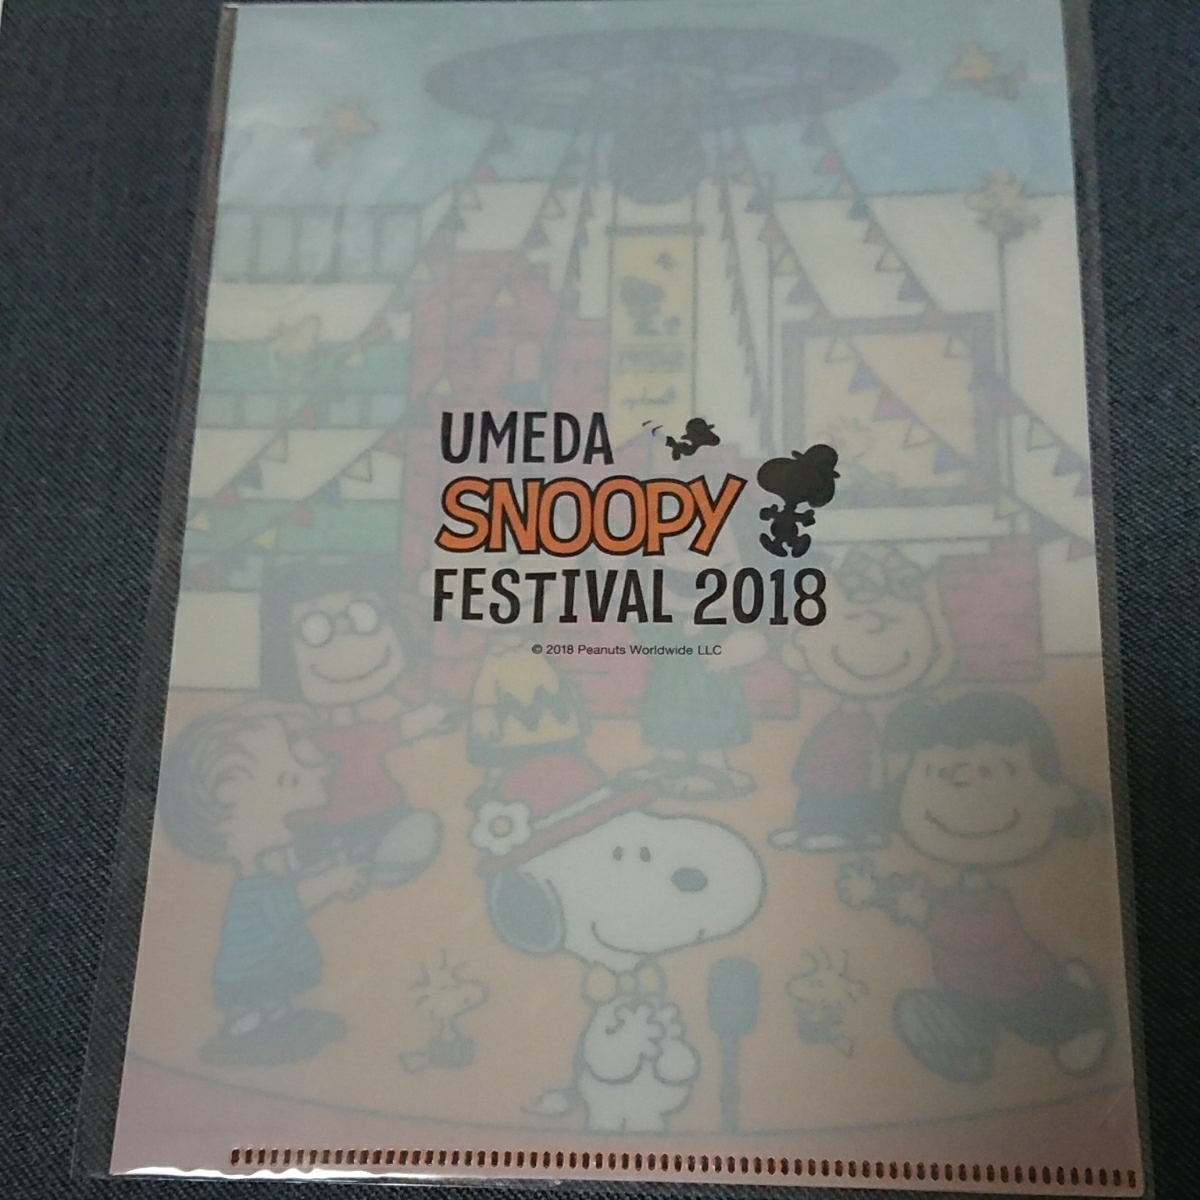 UMEDA
SNOOPY
FESTIVAL 2018
© 2018 Peanuts Worldwide LLC